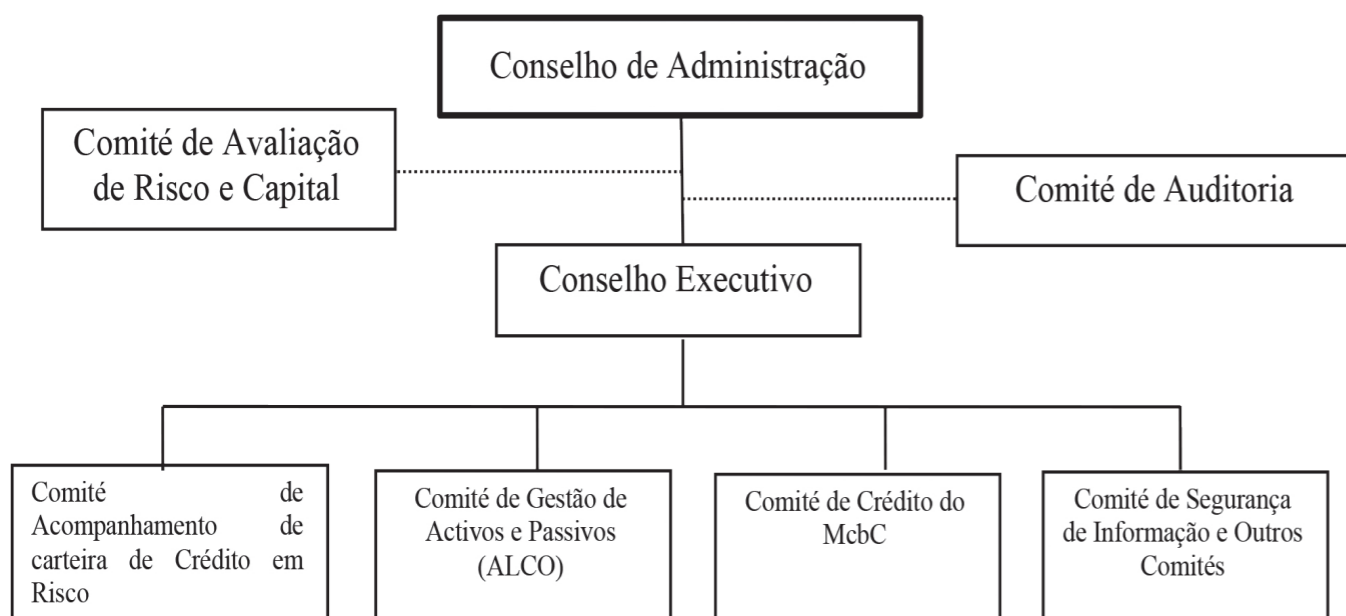 Conselho de Administração
Comité de Avaliação
de Risco e Capital
Comité de Auditoria
Conselho Executivo
Comité de
Acompanhamento de
carteira de Crédito em
Risco
Comité de Gestão de
Activos e Passivos
(ALCO)
Comité de Crédito do
McbC
Comité de Segurança
de Informação e Outros
Comités